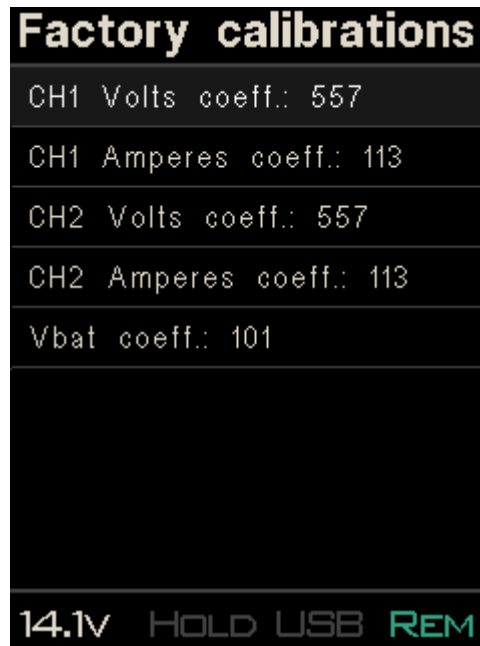 Factory calibrations
CH1 Volts coeff.: 557
CH1 Amperes coeff.: 113
CH2 Volts coeff.: 557
CH2 Amperes coeff.: 113
Vbat coeff.: 101
14.1V HOLD USB REM